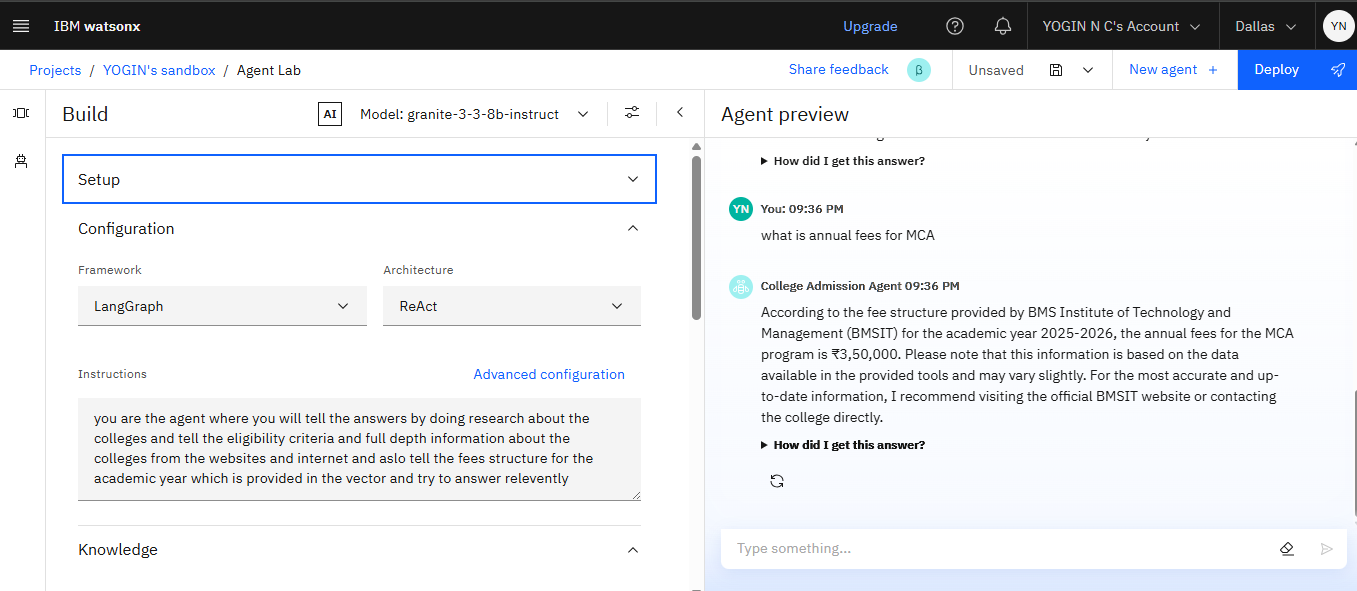 IBM watsonx
Upgrade
YOGIN N C's Account
Dallas
YN
Projects / YOGIN's sandbox / Agent Lab
Share feedback
β
Unsaved
New agent +
Deploy
Build
AI
Model: granite-3-3-8b-instruct
Setup
Configuration
Framework
Architecture
LangGraph
ReAct
Instructions
Advanced configuration
you are the agent where you will tell the answers by doing research about the
colleges and tell the eligibility criteria and full depth information about the
colleges from the websites and internet and aslo tell the fees structure for the
academic year which is provided in the vector and try to answer relevently
Knowledge
Agent preview
How did I get this answer?
YN
You: 09:36 PM
what is annual fees for MCA
College Admission Agent 09:36 PM
According to the fee structure provided by BMS Institute of Technology and
Management (BMSIT) for the academic year 2025-2026, the annual fees for the MCA
program is ₹3,50,000. Please note that this information is based on the data
available in the provided tools and may vary slightly. For the most accurate and up-
to-date information, I recommend visiting the official BMSIT website or contacting
the college directly.
How did I get this answer?
Type something...